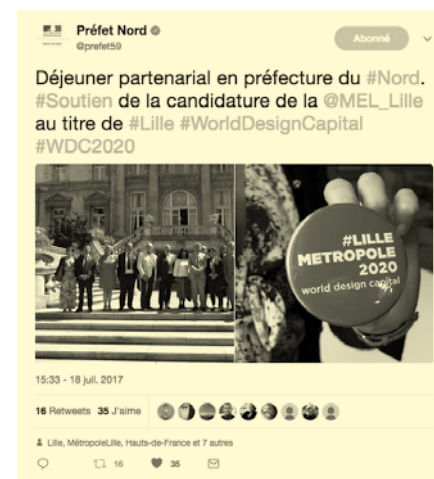 Préfet Nord
@prefet59
Abonné
Déjeuner partenarial en préfecture du #Nord.
#Soutien de la candidature de la @MEL_Lille
au titre de #Lille #WorldDesignCapital
#WDC2020
#LILLE
METROPOLE
2020
world design capital
15:33 - 18 juil. 2017
16 Retweets 35 J'aime
Lille, MétropoleLille, Hauts-de-France et 7 autres
16 35